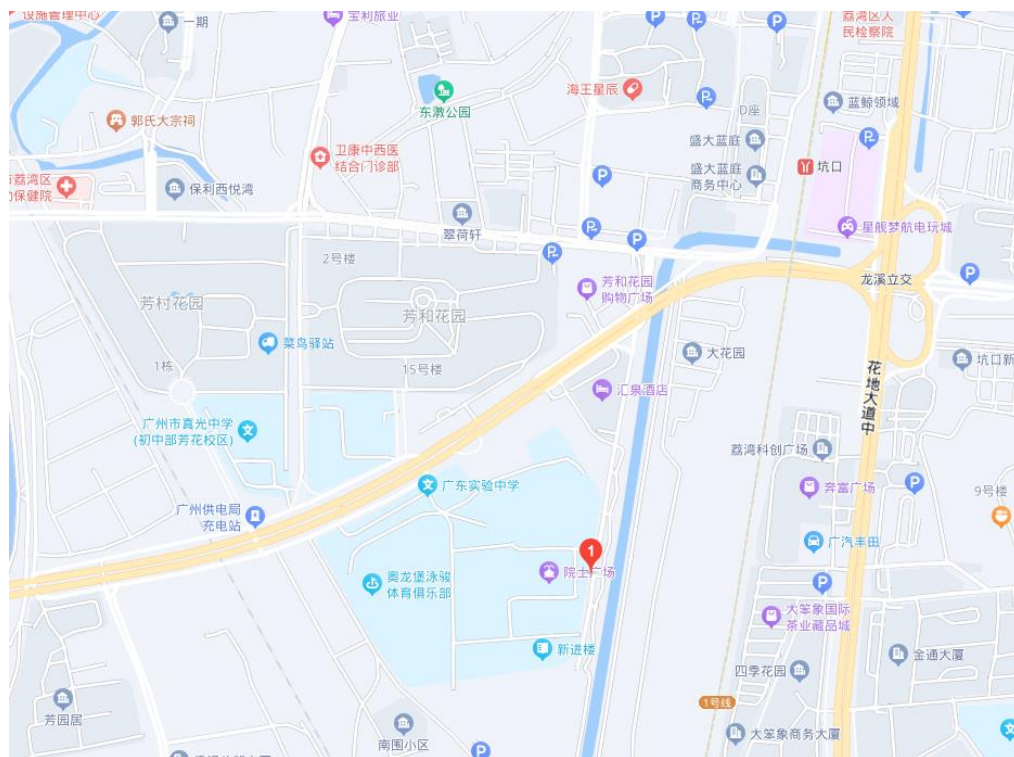 设施管理中心
一期
宝利旅业
荔湾区人
民检察院
海王星辰
东漖公园
D座
蓝鲸领域
郭氏大宗祠
卫康中西医
结合门诊部
盛大蓝庭
盛大蓝庭
商务中心
坑口
市荔湾区
保健院
保利西悦湾
翠荷轩
星舰梦航电玩城
2号楼
芳和花园
购物广场
龙溪立交
芳村花园
芳和花园
菜鸟驿站
大花园
坑口新
1栋
15号楼
汇泉酒店
花地大道中
广州市真光中学
(初中部芳花校区)
荔湾科创广场
广东实验中学
奔富广场
9号楼
广州供电局
充电站
广汽丰田
1
院士广场
奥龙堡泳骏
体育俱乐部
大笨象国际
茶业藏品城
新进楼
金通大厦
四季花园
1号线
芳园居
南围小区
大笨象商务大厦